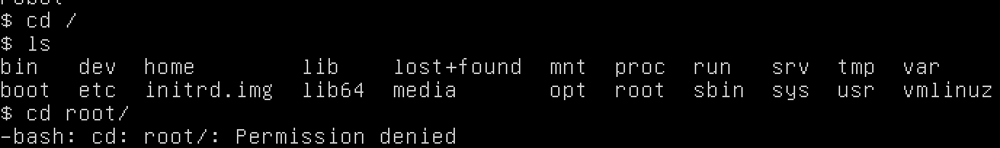 robot
$ cd /
$ ls
bin   dev  home        lib    lost+found  mnt  proc  run   srv  tmp  var
boot  etc  initrd.img  lib64  media       opt  root  sbin  sys  usr  vmlinuz
$ cd root/
-bash: cd: root/: Permission denied